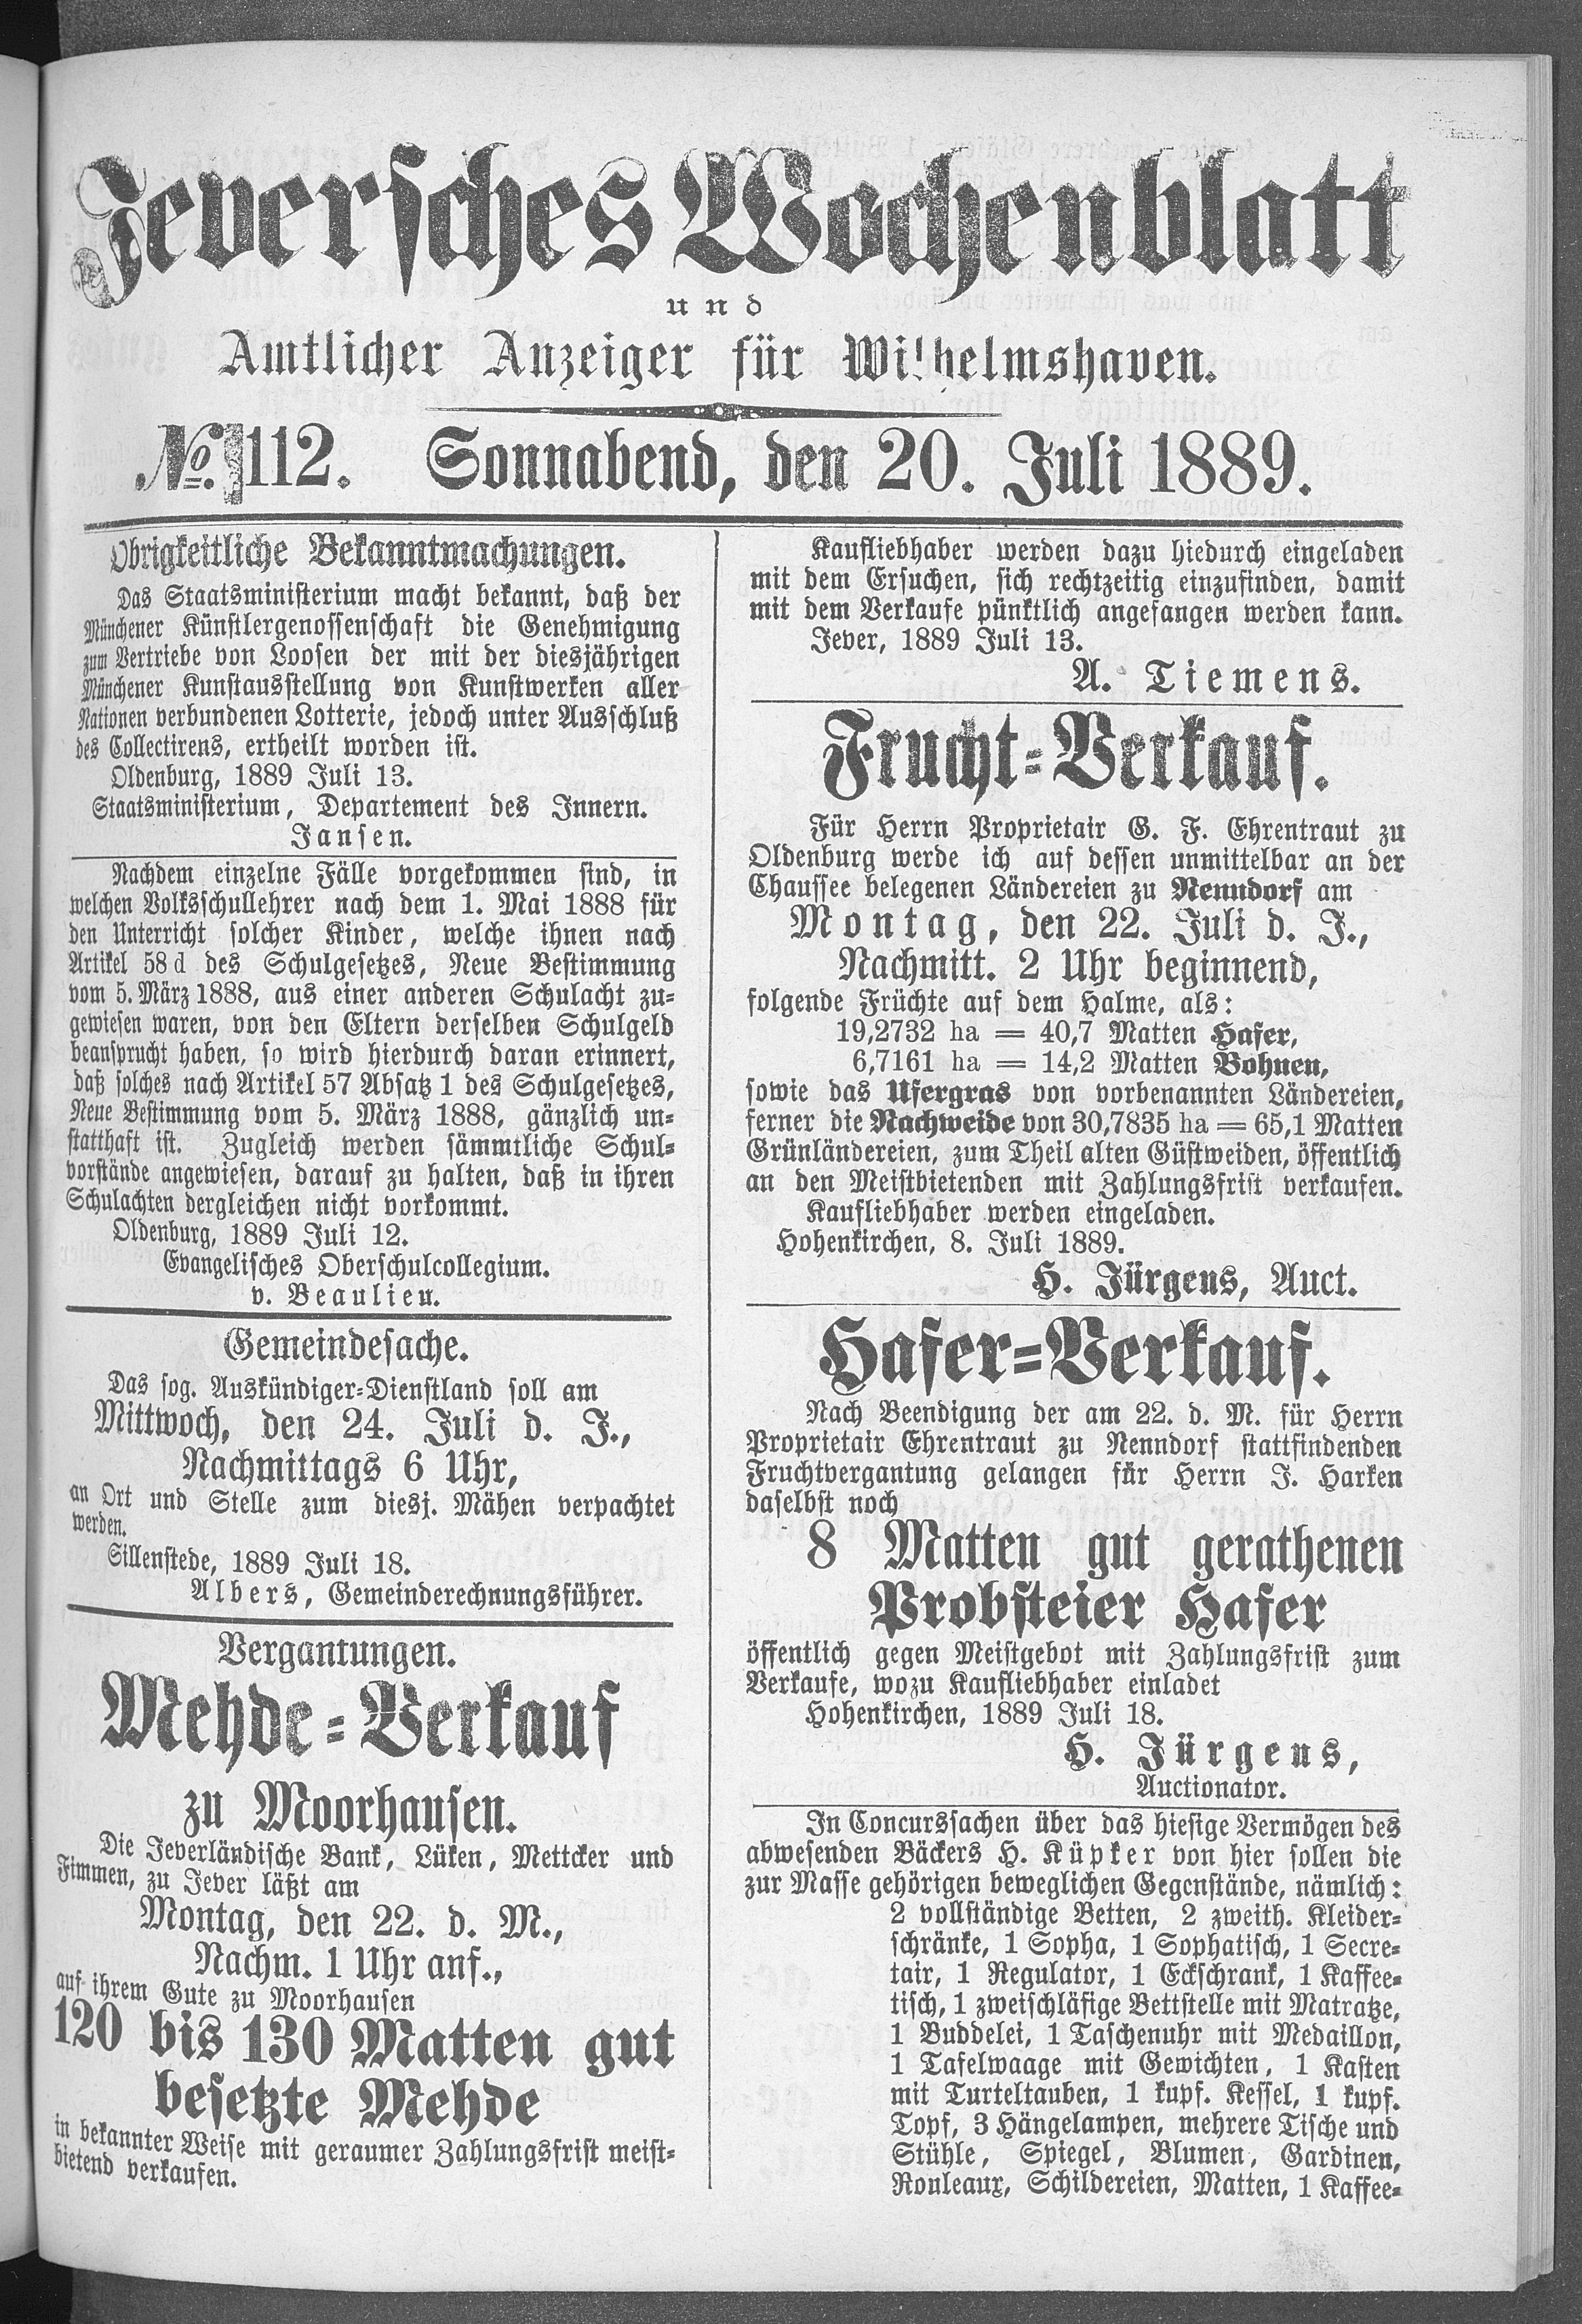 Jeversches Wochenblatt
und
Amtlicher Anzeiger für Wilhelmshaven.
No. 112. Sonnabend, den 20. Juli 1889.
Obrigkeitliche Bekanntmachungen.
Das Staatsministerium macht bekannt, daß der
Münchener Künstlergenossenschaft die Genehmigung
zum Vertriebe von Loosen der mit der diesjährigen
Münchener Kunstausstellung von Kunstwerken aller
Nationen verbundenen Lotterie, jedoch unter Ausschluß
des Collectirens, ertheilt worden ist.
Oldenburg, 1889 Juli 13.
Staatsministerium, Departement des Innern.
Jansen.
Nachdem einzelne Fälle vorgekommen sind, in
welchen Volksschullehrer nach dem 1. Mai 1888 für
den Unterricht solcher Kinder, welche ihnen nach
Artikel 58 d des Schulgesetzes, Neue Bestimmung
vom 5. März 1888, aus einer anderen Schulacht zu-
gewiesen waren, von den Eltern derselben Schulgeld
beansprucht haben, so wird hierdurch daran erinnert,
daß solches nach Artikel 57 Absatz 1 des Schulgesetzes,
Neue Bestimmung vom 5. März 1888, gänzlich un-
statthaft ist. Zugleich werden sämmtliche Schul-
vorstände angewiesen, darauf zu halten, daß in ihren
Schulachten dergleichen nicht vorkommt.
Oldenburg, 1889 Juli 12.
Evangelisches Oberschulcollegium.
v. Beaulieu.
Gemeindesache.
Das sog. Auskündiger-Dienstland soll am
Mittwoch, den 24. Juli d. J.,
Nachmittags 6 Uhr,
an Ort und Stelle zum diesj. Mähen verpachtet
werden.
Sillenstede, 1889 Juli 18.
Albers, Gemeinderechnungsführer.
Vergantungen.
Mehde-Verkauf
zu Moorhausen.
Die Jeverländische Bank, Lüken, Mettcker und
Fimmen, zu Jever läßt am
Montag, den 22. d. M.,
Nachm. 1 Uhr anf.,
auf ihrem Gute zu Moorhausen
120 bis 130 Matten gut
besetzte Mehde
in bekannter Weise mit geraumer Zahlungsfrist meist-
bietend verkaufen.
Kaufliebhaber werden dazu hiedurch eingeladen
mit dem Ersuchen, sich rechtzeitig einzufinden, damit
mit dem Verkaufe pünktlich angefangen werden kann.
Jever, 1889 Juli 13.
A. Tiemens.
Frucht-Verkauf.
Für Herrn Proprietair G. F. Ehrentraut zu
Oldenburg werde ich auf dessen unmittelbar an der
Chaussee belegenen Ländereien zu Nenndorf am
Montag, den 22. Juli d. J.,
Nachmitt. 2 Uhr beginnend,
folgende Früchte auf dem Halme, als:
19,2732 ha = 40,7 Matten Hafer,
6,7161 ha = 14,2 Matten Bohnen,
sowie das Ufergras von vorbenannten Ländereien,
ferner die Nachweide von 30,7835 ha = 65,1 Matten
Grünländereien, zum Theil alten Güstweiden, öffentlich
an den Meistbietenden mit Zahlungsfrist verkaufen.
Kaufliebhaber werden eingeladen.
Hohenkirchen, 8. Juli 1889.
H. Jürgens, Auct.
Hafer-Verkauf.
Nach Beendigung der am 22. d. M. für Herrn
Proprietair Ehrentraut zu Nenndorf stattfindenden
Fruchtvergantung gelangen für Herrn J. Harken
daselbst noch
8 Matten gut gerathenen
Probsteier Hafer
öffentlich gegen Meistgebot mit Zahlungsfrist zum
Verkaufe, wozu Kaufliebhaber einladet
Hohenkirchen, 1889 Juli 18.
H. Jürgens,
Auctionator.
In Concurssachen über das hiesige Vermögen des
abwesenden Bäckers H. Küpker von hier sollen die
zur Masse gehörigen beweglichen Gegenstände, nämlich:
2 vollständige Betten, 2 zweith. Kleider-
schränke, 1 Sopha, 1 Sophatisch, 1 Secre-
tair, 1 Regulator, 1 Eckschrank, 1 Kaffee-
tisch, 1 zweischläfige Bettstelle mit Matratze,
1 Buddelei, 1 Taschenuhr mit Medaillon,
1 Tafelwaage mit Gewichten, 1 Kasten
mit Turteltauben, 1 kupf. Kessel, 1 kupf.
Topf, 3 Hängelampen, mehrere Tische und
Stühle, Spiegel, Blumen, Gardinen,
Rouleaux, Schildereien, Matten, 1 Kaffee-